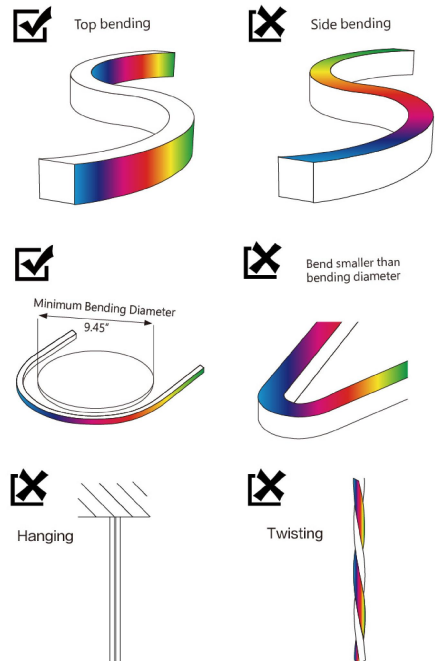 Top bending
Side bending
Minimum Bending Diameter
9.45"
Bend smaller than
bending diameter
Hanging
Twisting